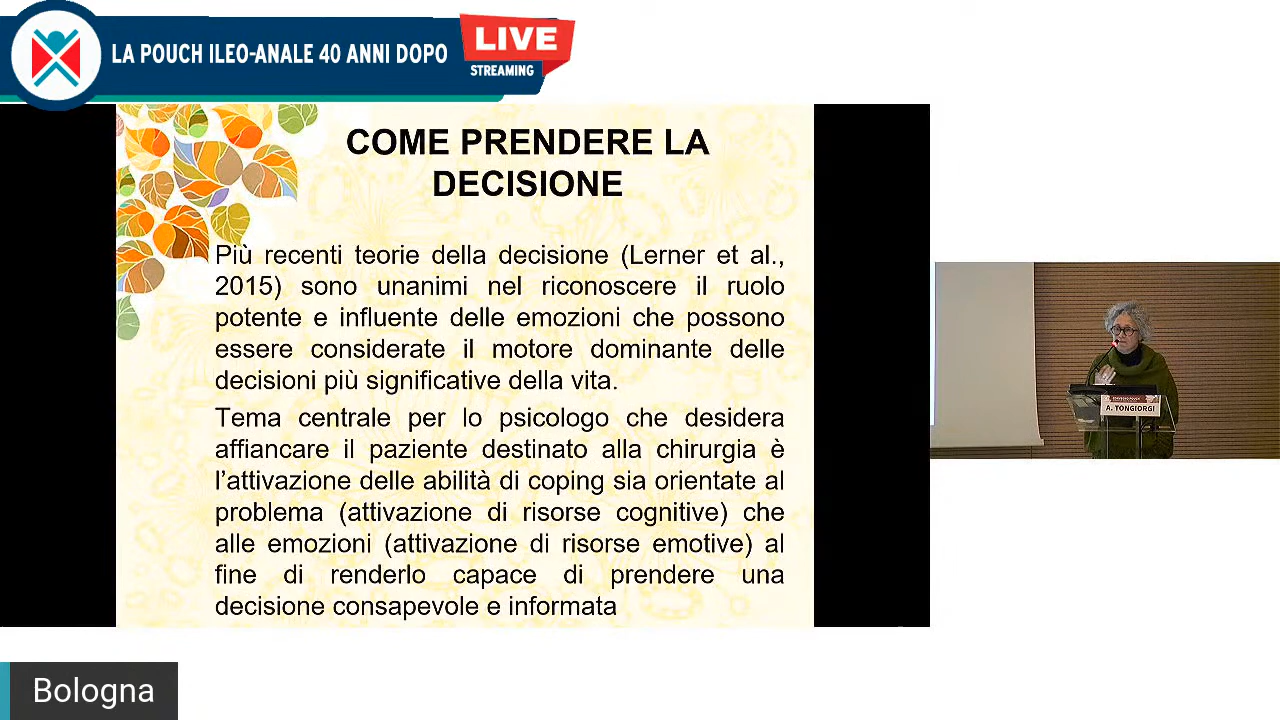 LA POUCH ILEO-ANALE 40 ANNI DOPO
LIVE
STREAMING
COME PRENDERE LA
DECISIONE
Più recenti teorie della decisione (Lerner et al.,
2015) sono unanimi nel riconoscere il ruolo
potente e influente delle emozioni che possono
essere considerate il motore dominante delle
decisioni più significative della vita.
Tema centrale per lo psicologo che desidera
affiancare il paziente destinato alla chirurgia è
l’attivazione delle abilità di coping sia orientate al
problema (attivazione di risorse cognitive) che
alle emozioni (attivazione di risorse emotive) al
fine di renderlo capace di prendere una
decisione consapevole e informata
A. TONGIORGI
Bologna